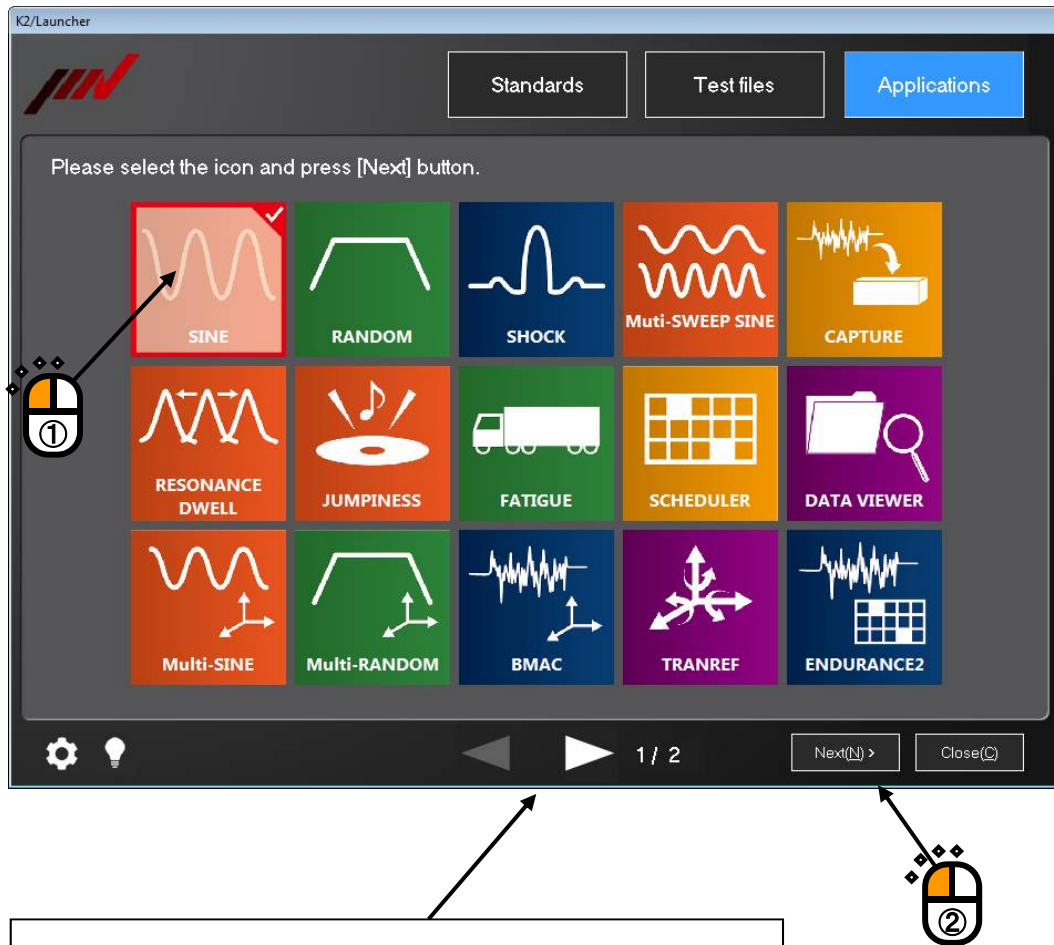 K2/Launcher
Standards
Test files
Applications
Please select the icon and press [Next] button.
SINE
RANDOM
SHOCK
Muti-SWEEP SINE
CAPTURE
①
RESONANCE
DWELL
JUMPINESS
FATIGUE
SCHEDULER
DATA VIEWER
Multi-SINE
Multi-RANDOM
BMAC
TRANREF
ENDURANCE2
1 / 2
Next(N) >
Close(C)
②